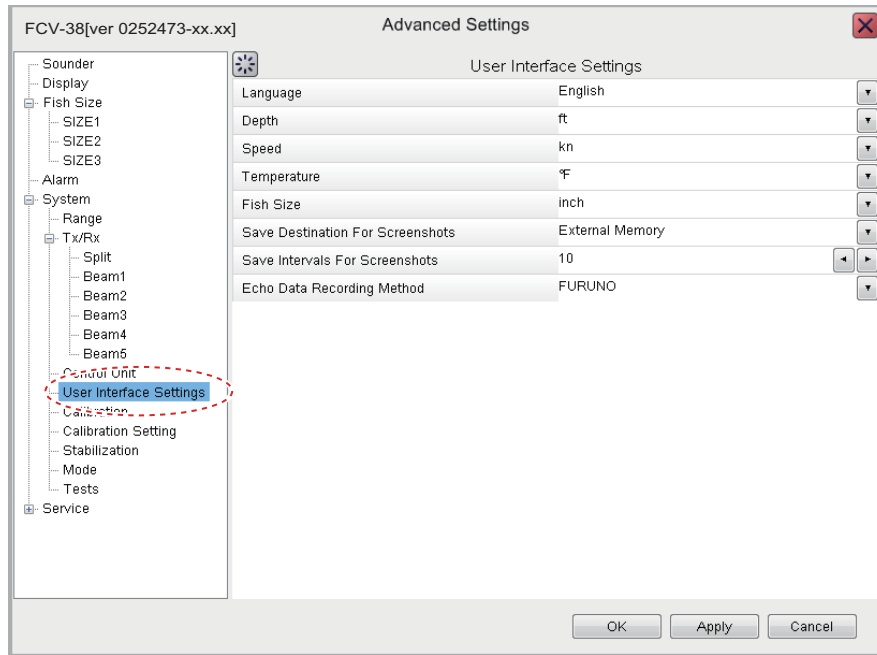 FCV-38[ver 0252473-xx.xx]
Advanced Settings
Sounder
Display
Fish Size
SIZE1
SIZE2
SIZE3
Alarm
System
Range
Tx/Rx
Split
Beam1
Beam2
Beam3
Beam4
Beam5
Control Unit
User Interface Settings
Calibration
Calibration Setting
Stabilization
Mode
Tests
Service
User Interface Settings
Language English
Depth ft
Speed kn
Temperature °F
Fish Size inch
Save Destination For Screenshots External Memory
Save Intervals For Screenshots 10
Echo Data Recording Method FURUNO
OK Apply Cancel